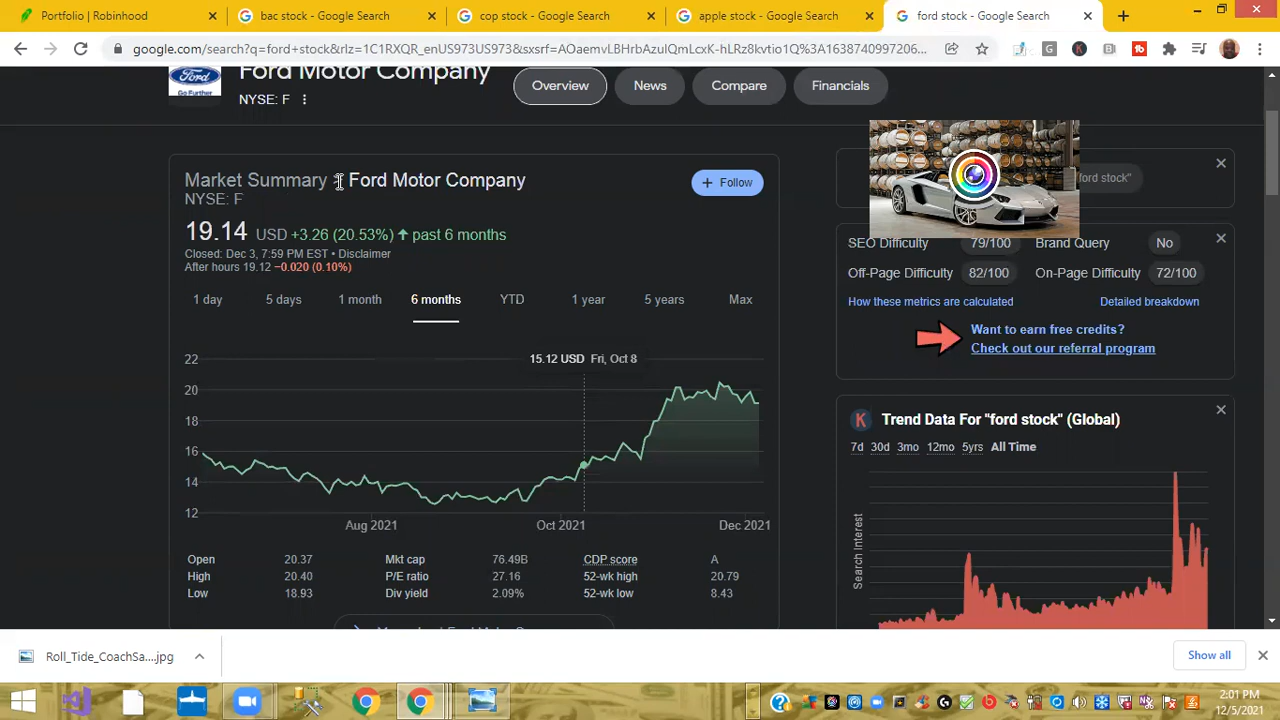 Portfolio | Robinhood
bac stock - Google Search
cop stock - Google Search
apple stock - Google Search
ford stock - Google Search
google.com/search?q=ford+stock&rlz=1C1RXQR_enUS973US973&sxsrf=AOaemvLBHrbAzulQmLcxK-hLRz8kvtio1Q%3A1638740997206...
Ford
Go Further
Ford Motor Company
NYSE: F
Overview
News
Compare
Financials
Market Summary > Ford Motor Company
NYSE: F
+ Follow
19.14 USD +3.26 (20.53%) past 6 months
Closed: Dec 3, 7:59 PM EST • Disclaimer
After hours 19.12 −0.020 (0.10%)
1 day
5 days
1 month
6 months
YTD
1 year
5 years
Max
15.12 USD Fri, Oct 8
22
20
18
16
14
12
Aug 2021
Oct 2021
Dec 2021
Open 20.37
High 20.40
Low 18.93
Mkt cap 76.49B
P/E ratio 27.16
Div yield 2.09%
CDP score A
52-wk high 20.79
52-wk low 8.43
"ford stock"
SEO Difficulty 79/100 Brand Query No
Off-Page Difficulty 82/100 On-Page Difficulty 72/100
How these metrics are calculated
Detailed breakdown
Want to earn free credits?
Check out our referral program
K
Trend Data For "ford stock" (Global)
7d 30d 3mo 12mo 5yrs All Time
Search Interest
Roll_Tide_CoachSa....jpg
Show all
2:01 PM
12/5/2021